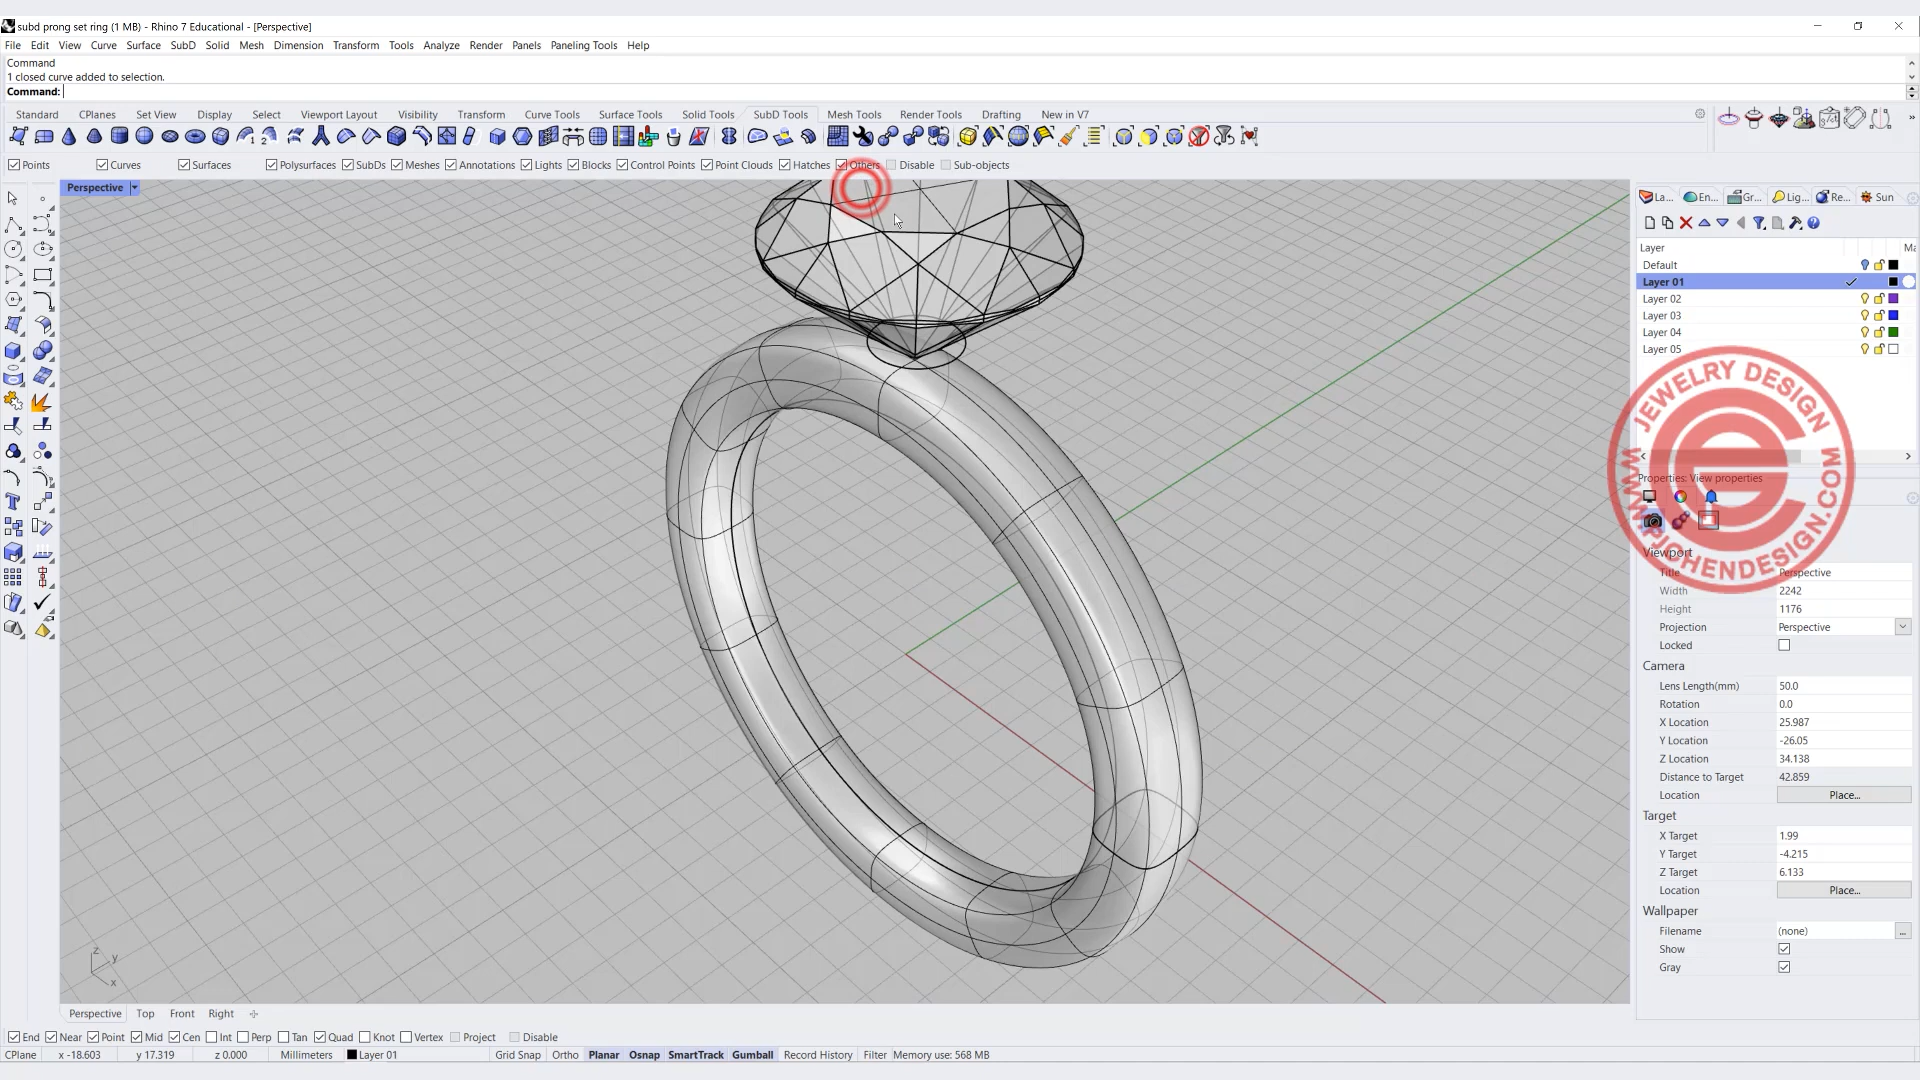 subd prong set ring (1 MB) - Rhino 7 Educational - [Perspective]
File Edit View Curve Surface SubD Solid Mesh Dimension Transform Tools Analyze Render Panels Paneling Tools Help
Command
1 closed curve added to selection.
Command:
Standard CPlanes Set View Display Select Viewport Layout Visibility Transform Curve Tools Surface Tools Solid Tools SubD Tools Mesh Tools Render Tools Drafting New in V7
Points Curves Surfaces Polysurfaces SubDs Meshes Annotations Lights Blocks Control Points Point Clouds Hatches Others Disable Sub-objects
Perspective
La... En... Gr... Lig... Re... Sun
Layer Ma
Default
Layer 01
Layer 02
Layer 03
Layer 04
Layer 05
JEWELRY DESIGN
WWW.PJCHENDESIGN.COM
Properties: View properties
Viewport
Title Perspective
Width 2242
Height 1176
Projection Perspective
Locked
Camera
Lens Length(mm) 50.0
Rotation 0.0
X Location 25.987
Y Location -26.05
Z Location 34.138
Distance to Target 42.859
Location Place...
Target
X Target 1.99
Y Target -4.215
Z Target 6.133
Location Place...
Wallpaper
Filename (none) ...
Show
Gray
z
y
x
Perspective Top Front Right
End Near Point Mid Cen Int Perp Tan Quad Knot Vertex Project Disable
CPlane x -18.603 y 17.319 z 0.000 Millimeters Layer 01 Grid Snap Ortho Planar Osnap SmartTrack Gumball Record History Filter Memory use: 568 MB